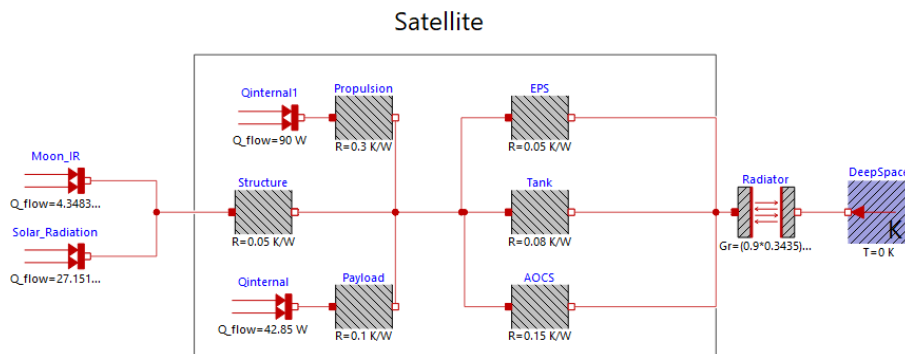 Satellite
Qinternal1
Propulsion
EPS
Q_flow=90 W
R=0.3 K/W
R=0.05 K/W
Moon_IR
Structure
Tank
Radiator
DeepSpace
Q_flow=4.3483...
K
Solar_Radiation
R=0.05 K/W
R=0.08 K/W
Gr=(0.9*0.3435)...
T=0 K
Q_flow=27.151...
Qinternal
Payload
AOCS
Q_flow=42.85 W
R=0.1 K/W
R=0.15 K/W